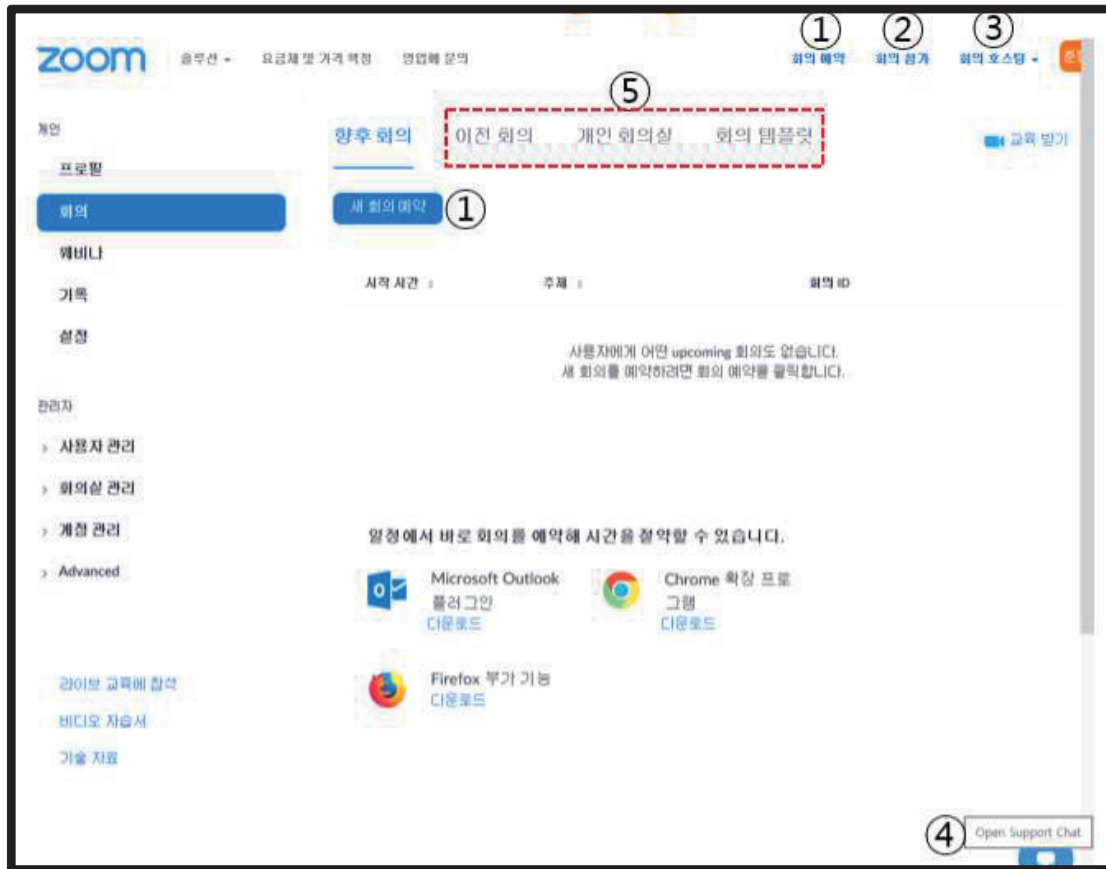 ① ② ③
zoom 솔루션 요금제 및 가격 책정 영업에 문의 회의 예약 회의 참가 회의 호스팅
⑤
개인
향후 회의 이전 회의 개인 회의실 회의 템플릿 교육 받기
프로필
회의 새 회의 예약 ①
웨비나
시작 시간 주제 회의 ID
기록
설정
사용자에게 어떤 upcoming 회의도 없습니다.
새 회의를 예약하려면 회의 예약을 클릭합니다.
관리자
사용자 관리
회의실 관리
계정 관리
일정에서 바로 회의를 예약해 시간을 절약할 수 있습니다.
Advanced
Microsoft Outlook Chrome 확장 프로
플러그인 그램
다운로드 다운로드
Firefox 부가 기능
다운로드
라이브 교육에 참석
비디오 자습서
기술 자료
④ Open Support Chat